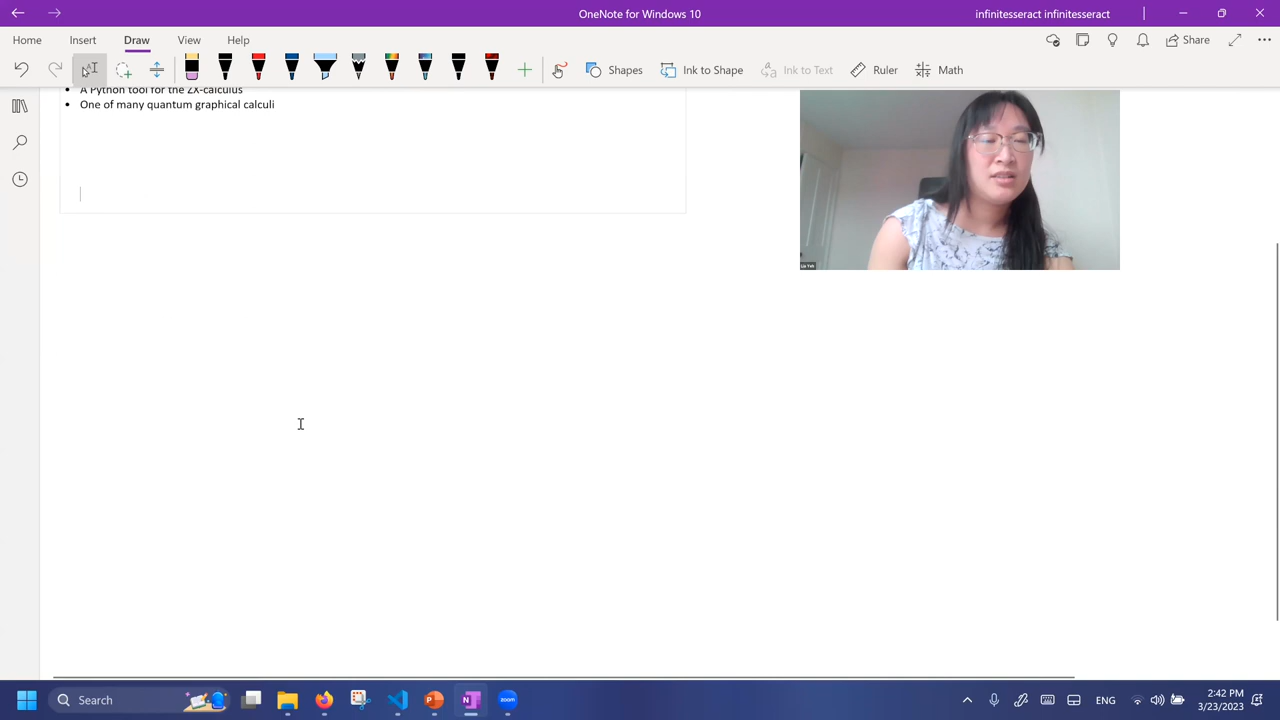 OneNote for Windows 10
infinitesseract infinitesseract
Home
Insert
Draw
View
Help
Share
Shapes
Ink to Shape
Ink to Text
Ruler
Math
• A Python tool for the ZX-calculus
• One of many quantum graphical calculi
Search
zoom
ENG
2:42 PM
3/23/2023